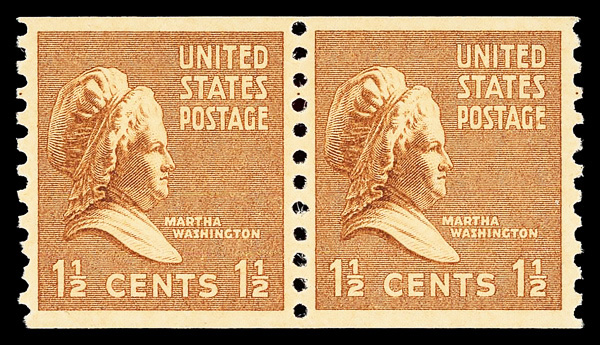 UNITED
STATES
POSTAGE
MARTHA
WASHINGTON
1½ CENTS 1½
UNITED
STATES
POSTAGE
MARTHA
WASHINGTON
1½ CENTS 1½